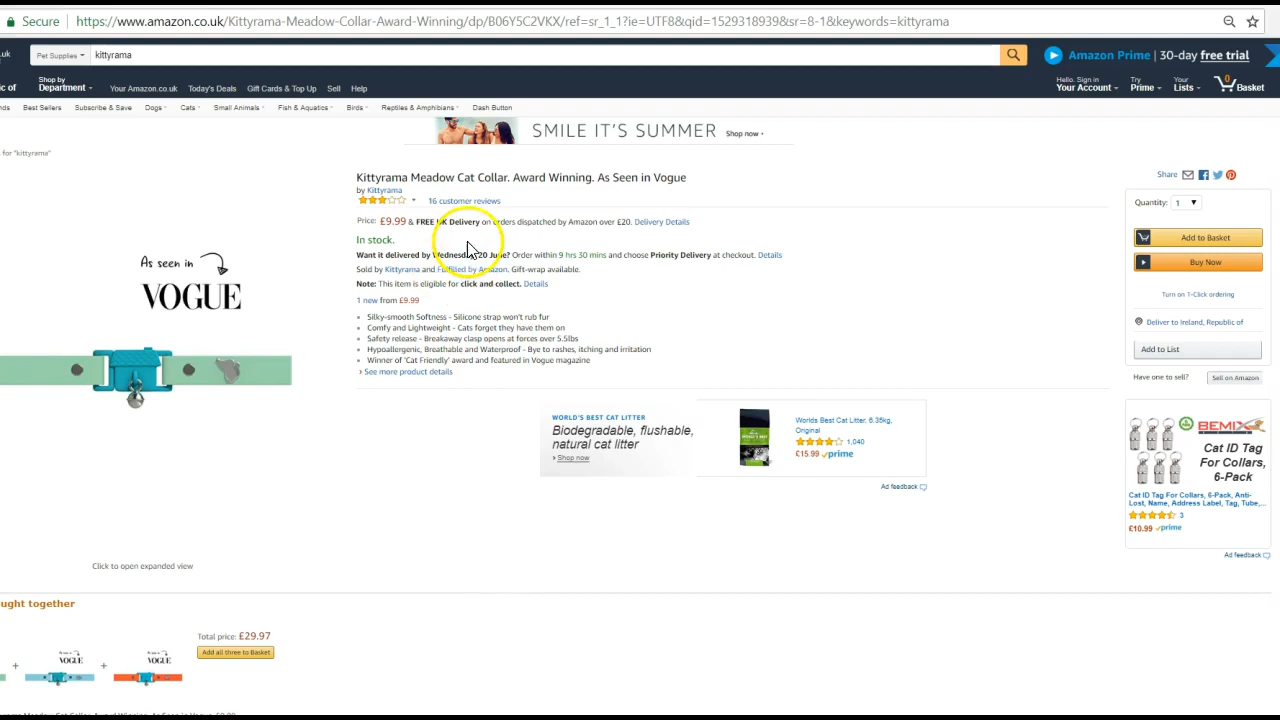 Secure
https://www.amazon.co.uk/Kittyrama-Meadow-Collar-Award-Winning/dp/B06Y5C2VKX/ref=sr_1_1?ie=UTF8&qid=1529318939&sr=8-1&keywords=kittyrama
.uk
Pet Supplies
kittyrama
Amazon Prime | 30-day free trial
ic of
Shop by
Department
Your Amazon.co.uk
Today's Deals
Gift Cards & Top Up
Sell
Help
Hello. Sign in
Your Account
Try
Prime
Your
Lists
0
Basket
nds
Best Sellers
Subscribe & Save
Dogs
Cats
Small Animals
Fish & Aquatics
Birds
Reptiles & Amphibians
Dash Button
SMILE IT'S SUMMER
Shop now
for "kittyrama"
As seen in
VOGUE
Click to open expanded view
Kittyrama Meadow Cat Collar. Award Winning. As Seen in Vogue
by Kittyrama
16 customer reviews
Price: £9.99 & FREE UK Delivery on orders dispatched by Amazon over £20. Delivery Details
In stock.
Want it delivered by Wednesday 20 June? Order within 9 hrs 30 mins and choose Priority Delivery at checkout. Details
Sold by Kittyrama and Fulfilled by Amazon. Gift-wrap available.
Note: This item is eligible for click and collect. Details
1 new from £9.99
Silky-smooth Softness - Silicone strap won't rub fur
Comfy and Lightweight - Cats forget they have them on
Safety release - Breakaway clasp opens at forces over 5.5lbs
Hypoallergenic, Breathable and Waterproof - Bye to rashes, itching and irritation
Winner of 'Cat Friendly' award and featured in Vogue magazine
See more product details
WORLD'S BEST CAT LITTER
Biodegradable, flushable,
natural cat litter
Shop now
Worlds Best Cat Litter, 6.35kg,
Original
1,040
£15.99 prime
Ad feedback
Share
Quantity: 1
Add to Basket
Buy Now
Turn on 1-Click ordering
Deliver to Ireland, Republic of
Add to List
Have one to sell?
Sell on Amazon
BEMIX
Cat ID Tag
For Collars,
6-Pack
Cat ID Tag For Collars, 6-Pack, Anti-
Lost, Name, Address Label, Tag, Tube,...
3
£10.99 prime
Ad feedback
ught together
+
VOGUE
+
VOGUE
Total price: £29.97
Add all three to Basket